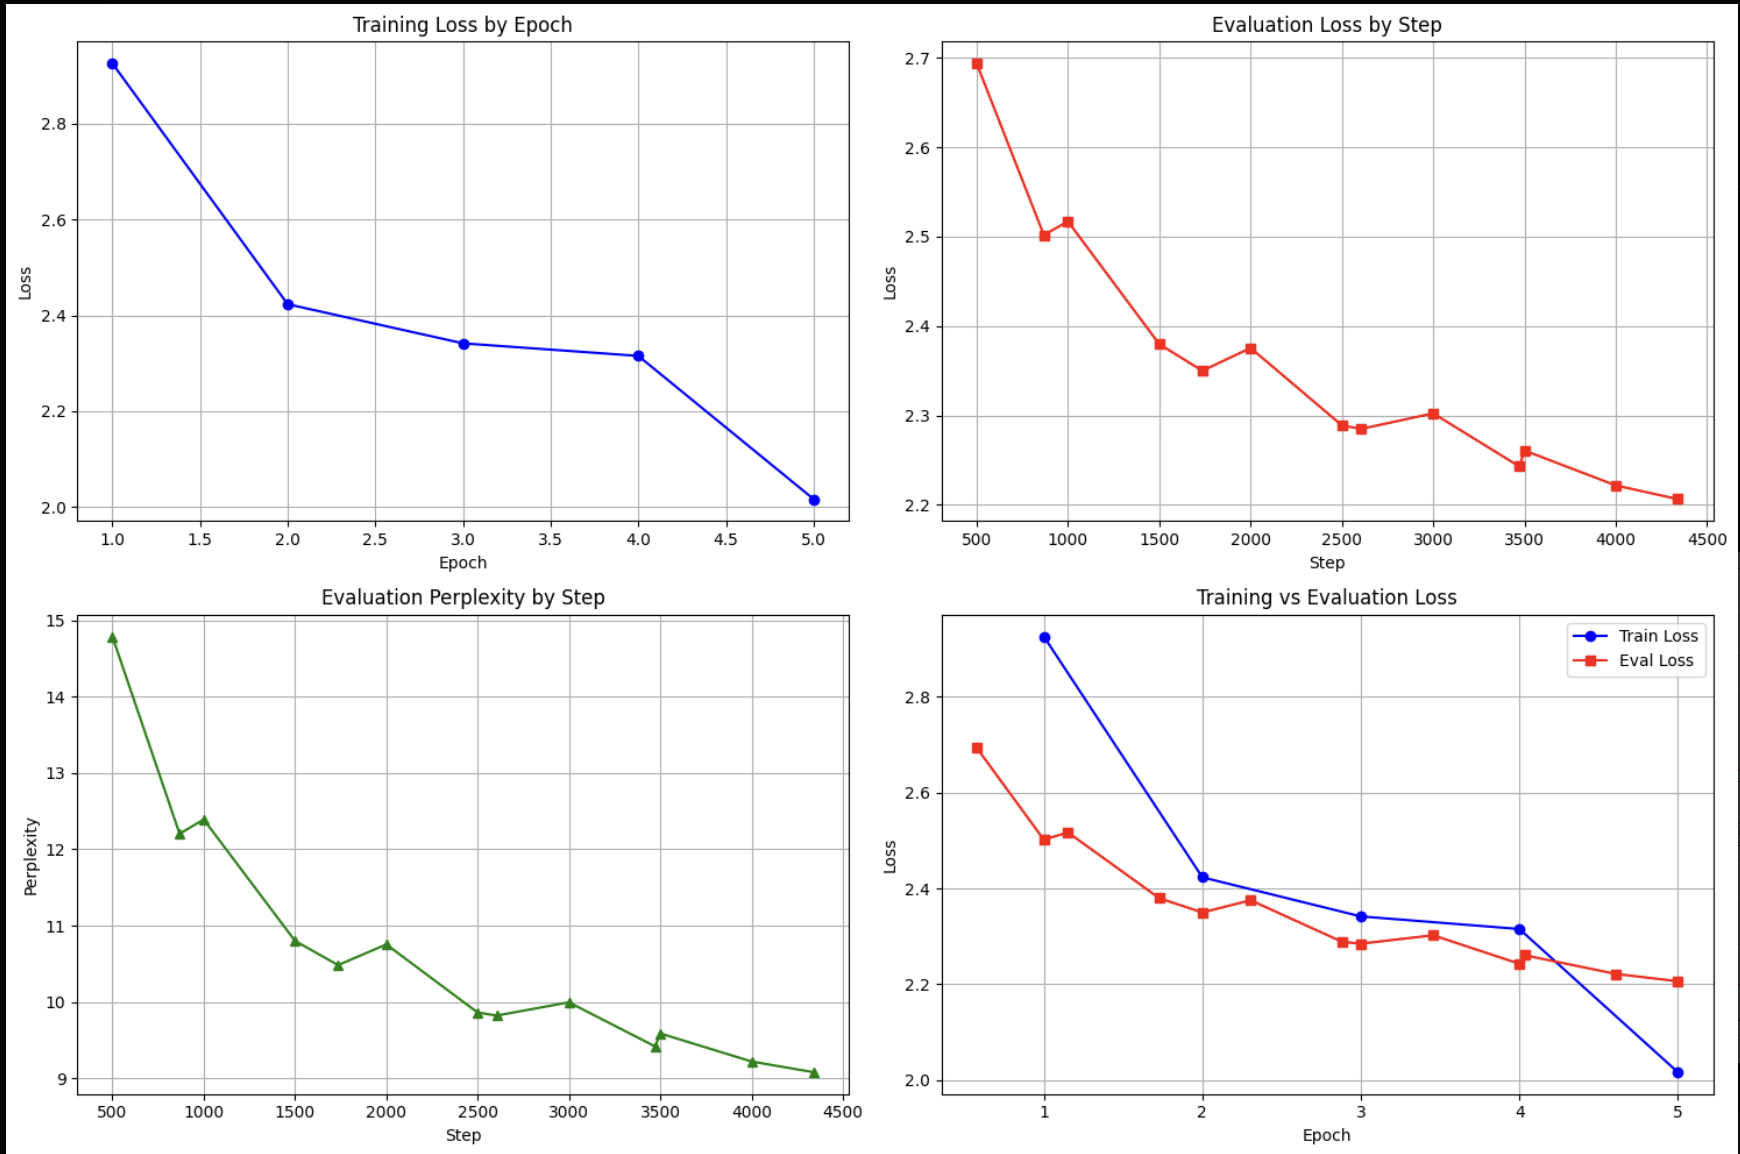 Training Loss by Epoch
Loss
2.8
2.6
2.4
2.2
2.0
1.0 1.5 2.0 2.5 3.0 3.5 4.0 4.5 5.0
Epoch
Evaluation Loss by Step
Loss
2.7
2.6
2.5
2.4
2.3
2.2
500 1000 1500 2000 2500 3000 3500 4000 4500
Step
Evaluation Perplexity by Step
Perplexity
15
14
13
12
11
10
9
500 1000 1500 2000 2500 3000 3500 4000 4500
Step
Training vs Evaluation Loss
Train Loss
Eval Loss
Loss
2.8
2.6
2.4
2.2
2.0
1 2 3 4 5
Epoch